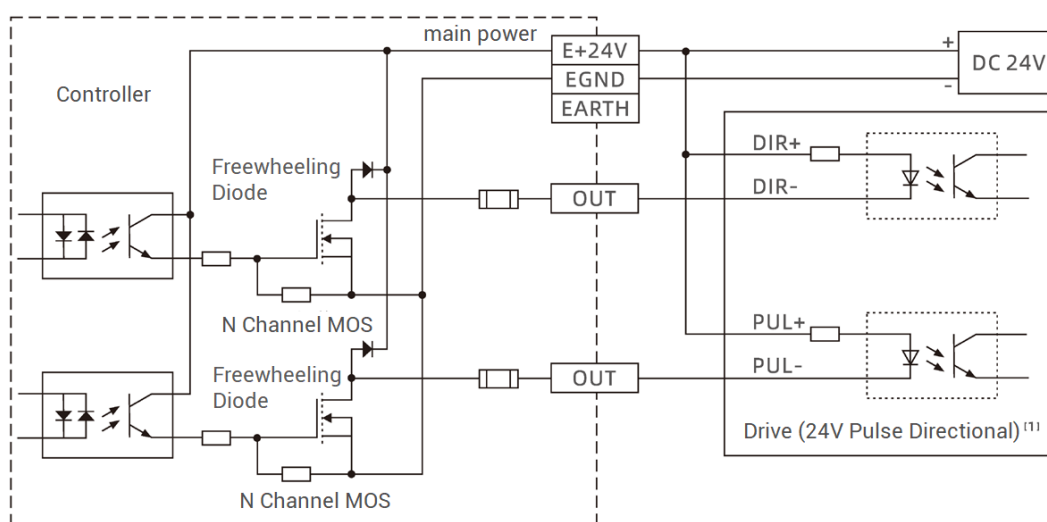 main power
E+24V
+
DC 24V
EGND
-
Controller
EARTH
DIR+
Freewheeling
Diode
DIR-
OUT
N Channel MOS
PUL+
Freewheeling
Diode
PUL-
OUT
Drive (24V Pulse Directional)[1]
N Channel MOS